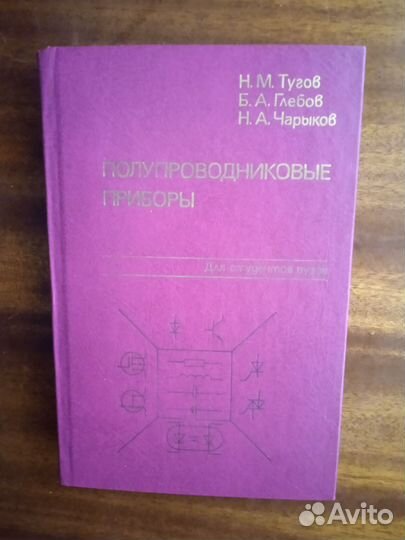 Н. М. Тугов
Б. А. Глебов
Н. А. Чарыков
ПОЛУПРОВОДНИКОВЫЕ
ПРИБОРЫ
Для студентов вузов
Avito